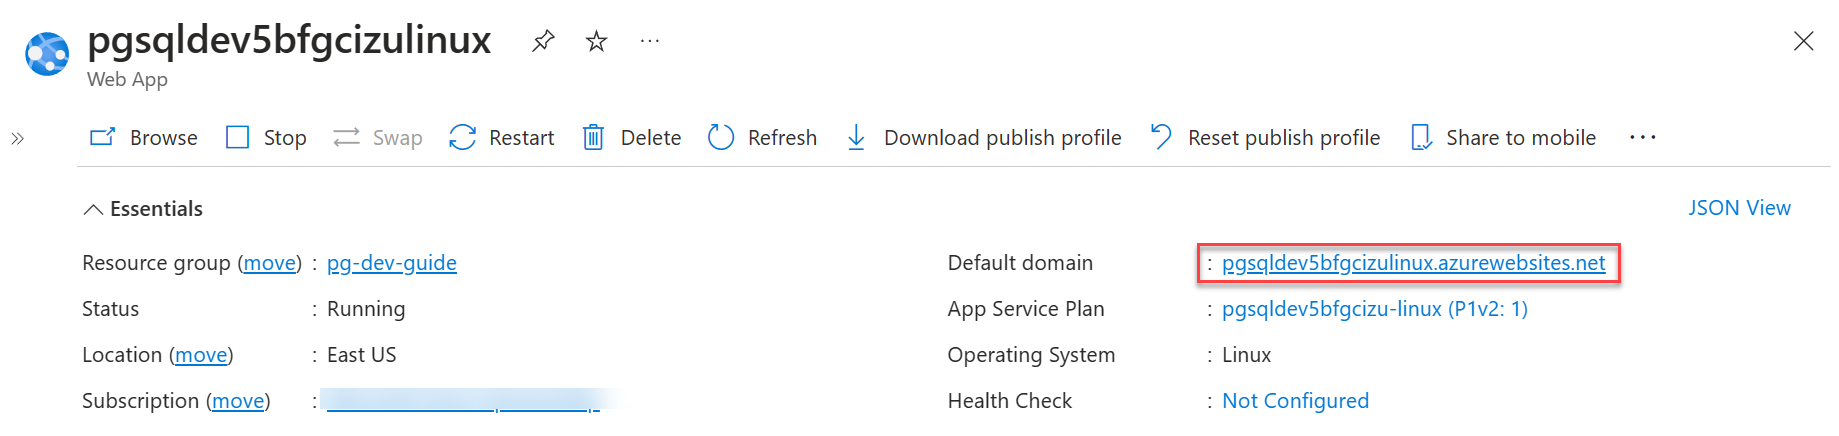 pgsqldev5bfgcizulinux
Web App
Browse Stop Swap Restart Delete Refresh Download publish profile Reset publish profile Share to mobile
Essentials JSON View
Resource group (move) : pg-dev-guide Default domain : pgsqldev5bfgcizulinux.azurewebsites.net
Status : Running App Service Plan : pgsqldev5bfgcizu-linux (P1v2: 1)
Location (move) : East US Operating System : Linux
Subscription (move) : Health Check : Not Configured